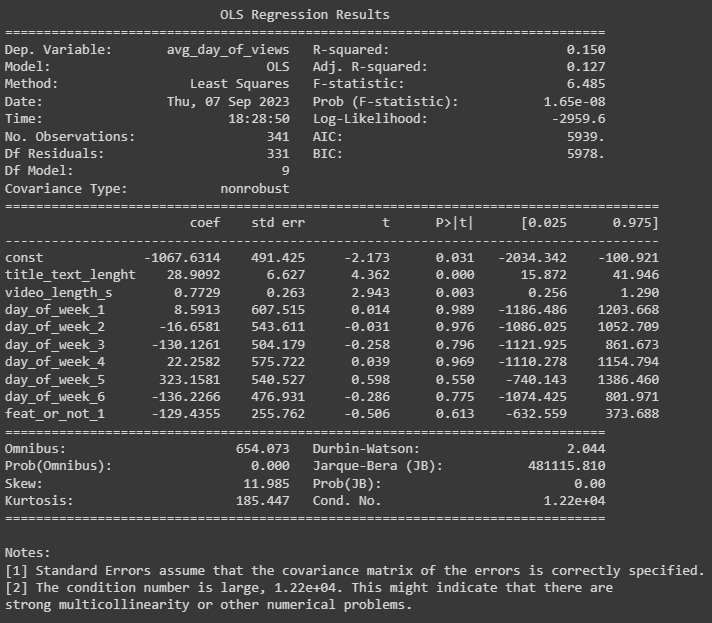 OLS Regression Results
==============================================================================
Dep. Variable: avg_day_of_views R-squared: 0.150
Model: OLS Adj. R-squared: 0.127
Method: Least Squares F-statistic: 6.485
Date: Thu, 07 Sep 2023 Prob (F-statistic): 1.65e-08
Time: 18:28:50 Log-Likelihood: -2959.6
No. Observations: 341 AIC: 5939.
Df Residuals: 331 BIC: 5978.
Df Model: 9
Covariance Type: nonrobust
=====================================================================================
coef std err t P>|t| [0.025 0.975]
-------------------------------------------------------------------------------------
const -1067.6314 491.425 -2.173 0.031 -2034.342 -100.921
title_text_lenght 28.9092 6.627 4.362 0.000 15.872 41.946
video_length_s 0.7729 0.263 2.943 0.003 0.256 1.290
day_of_week_1 8.5913 607.515 0.014 0.989 -1186.486 1203.668
day_of_week_2 -16.6581 543.611 -0.031 0.976 -1086.025 1052.709
day_of_week_3 -130.1261 504.179 -0.258 0.796 -1121.925 861.673
day_of_week_4 22.2582 575.722 0.039 0.969 -1110.278 1154.794
day_of_week_5 323.1581 540.527 0.598 0.550 -740.143 1386.460
day_of_week_6 -136.2266 476.931 -0.286 0.775 -1074.425 801.971
feat_or_not_1 -129.4355 255.762 -0.506 0.613 -632.559 373.688
==============================================================================
Omnibus: 654.073 Durbin-Watson: 2.044
Prob(Omnibus): 0.000 Jarque-Bera (JB): 481115.810
Skew: 11.985 Prob(JB): 0.00
Kurtosis: 185.447 Cond. No. 1.22e+04
==============================================================================
Notes:
[1] Standard Errors assume that the covariance matrix of the errors is correctly specified.
[2] The condition number is large, 1.22e+04. This might indicate that there are
strong multicollinearity or other numerical problems.